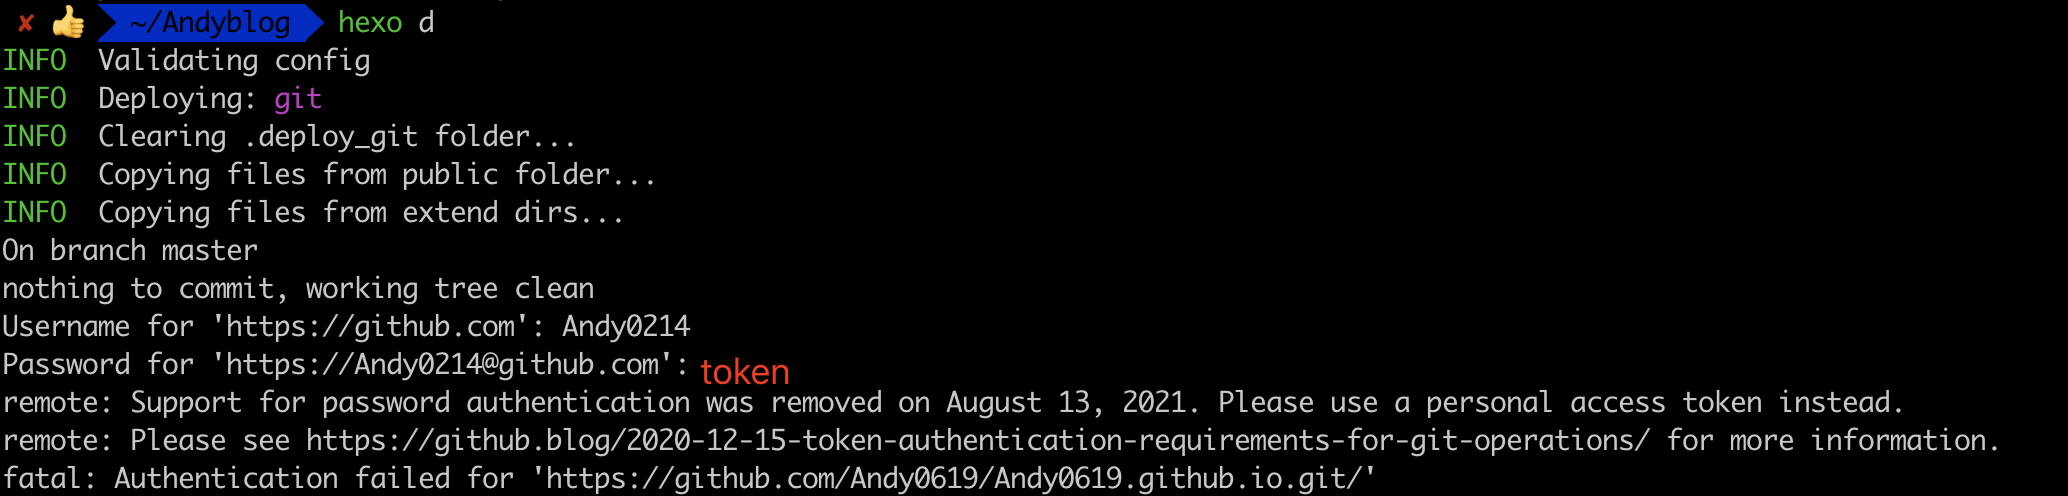 ✘ 👍 ~/Andyblog hexo d
INFO  Validating config
INFO  Deploying: git
INFO  Clearing .deploy_git folder...
INFO  Copying files from public folder...
INFO  Copying files from extend dirs...
On branch master
nothing to commit, working tree clean
Username for 'https://github.com': Andy0214
Password for 'https://Andy0214@github.com': token
remote: Support for password authentication was removed on August 13, 2021. Please use a personal access token instead.
remote: Please see https://github.blog/2020-12-15-token-authentication-requirements-for-git-operations/ for more information.
fatal: Authentication failed for 'https://github.com/Andy0619/Andy0619.github.io.git/'